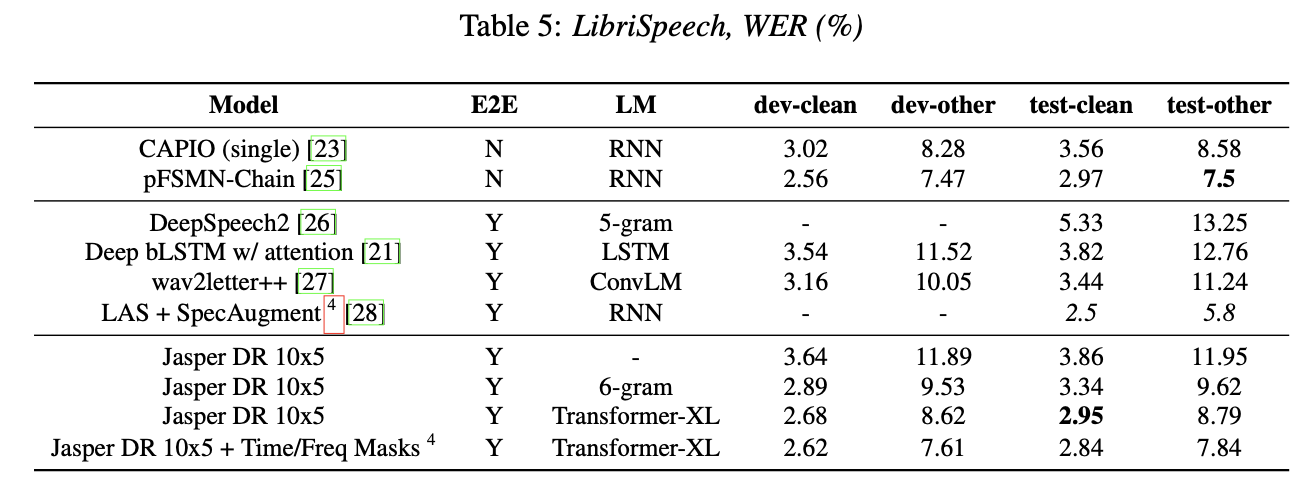 Table 5: LibriSpeech, WER (%)
Model E2E LM dev-clean dev-other test-clean test-other
CAPIO (single) [23] N RNN 3.02 8.28 3.56 8.58
pFSMN-Chain [25] N RNN 2.56 7.47 2.97 7.5
DeepSpeech2 [26] Y 5-gram - - 5.33 13.25
Deep bLSTM w/ attention [21] Y LSTM 3.54 11.52 3.82 12.76
wav2letter++ [27] Y ConvLM 3.16 10.05 3.44 11.24
LAS + SpecAugment 4 [28] Y RNN - - 2.5 5.8
Jasper DR 10x5 Y - 3.64 11.89 3.86 11.95
Jasper DR 10x5 Y 6-gram 2.89 9.53 3.34 9.62
Jasper DR 10x5 Y Transformer-XL 2.68 8.62 2.95 8.79
Jasper DR 10x5 + Time/Freq Masks 4 Y Transformer-XL 2.62 7.61 2.84 7.84